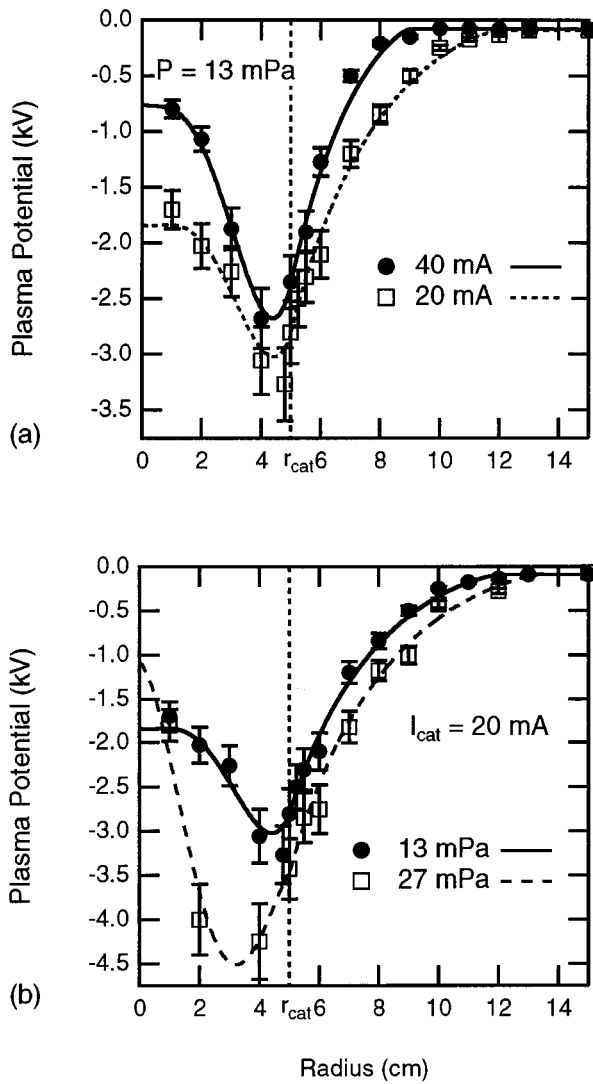 0.0
-0.5
-1.0
-1.5
-2.0
-2.5
-3.0
-3.5
Plasma Potential (kV)
P = 13 mPa
40 mA
20 mA
(a)
0 2 4 rcat6 8 10 12 14
0.0
-0.5
-1.0
-1.5
-2.0
-2.5
-3.0
-3.5
-4.0
-4.5
Plasma Potential (kV)
Icat = 20 mA
13 mPa
27 mPa
(b)
0 2 4 rcat6 8 10 12 14
Radius (cm)